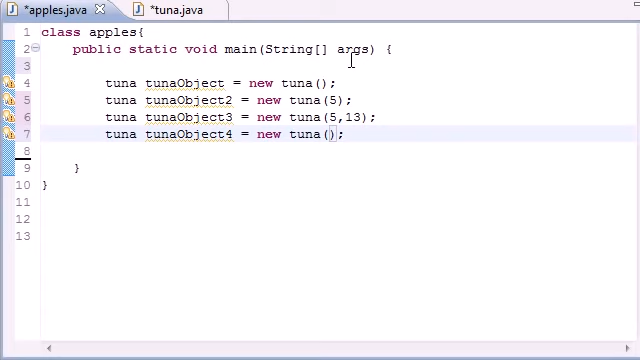 *apples.java *tuna.java
1 class apples{
2 public static void main(String[] args) {
3
4 tuna tunaObject = new tuna();
5 tuna tunaObject2 = new tuna(5);
6 tuna tunaObject3 = new tuna(5,13);
7 tuna tunaObject4 = new tuna();
8
9 }
10 }
11
12
13